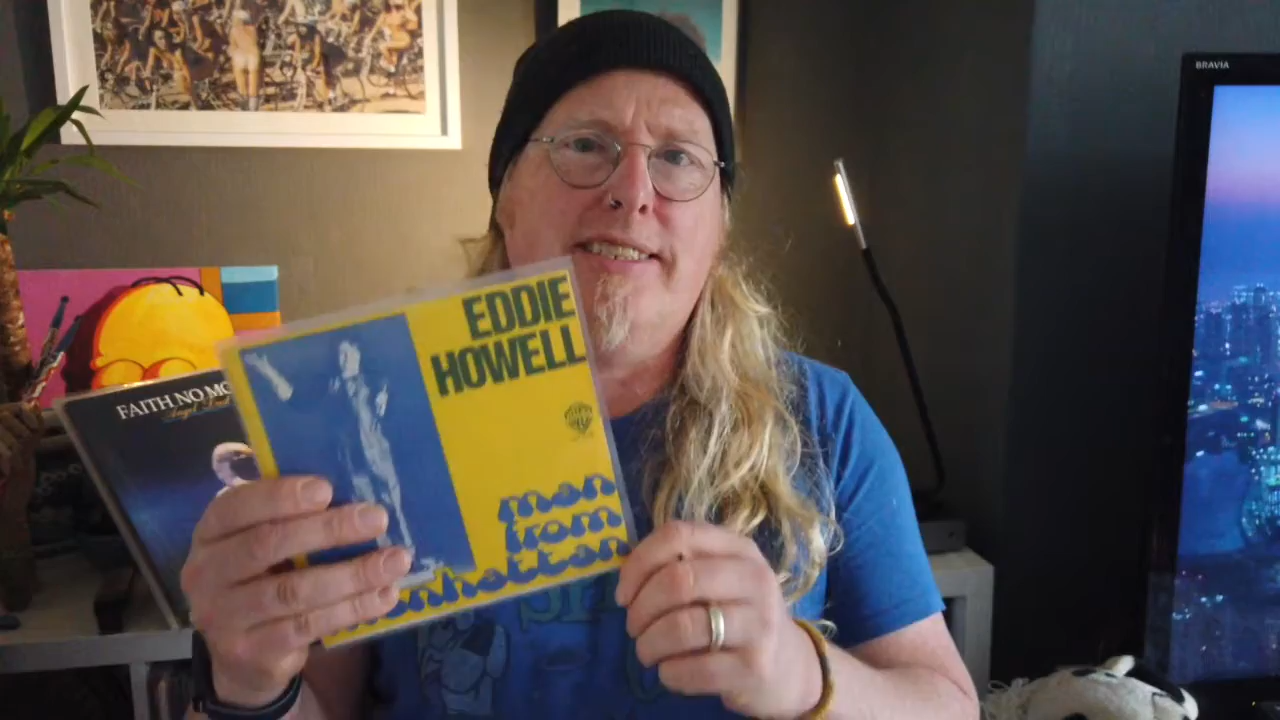 BRAVIA
EDDIE
HOWELL
man
from
manhattan
FAITH NO MO